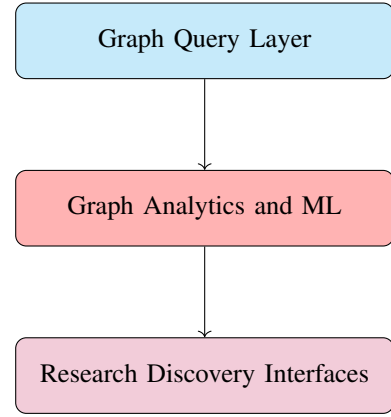 Graph Query Layer
Graph Analytics and ML
Research Discovery Interfaces